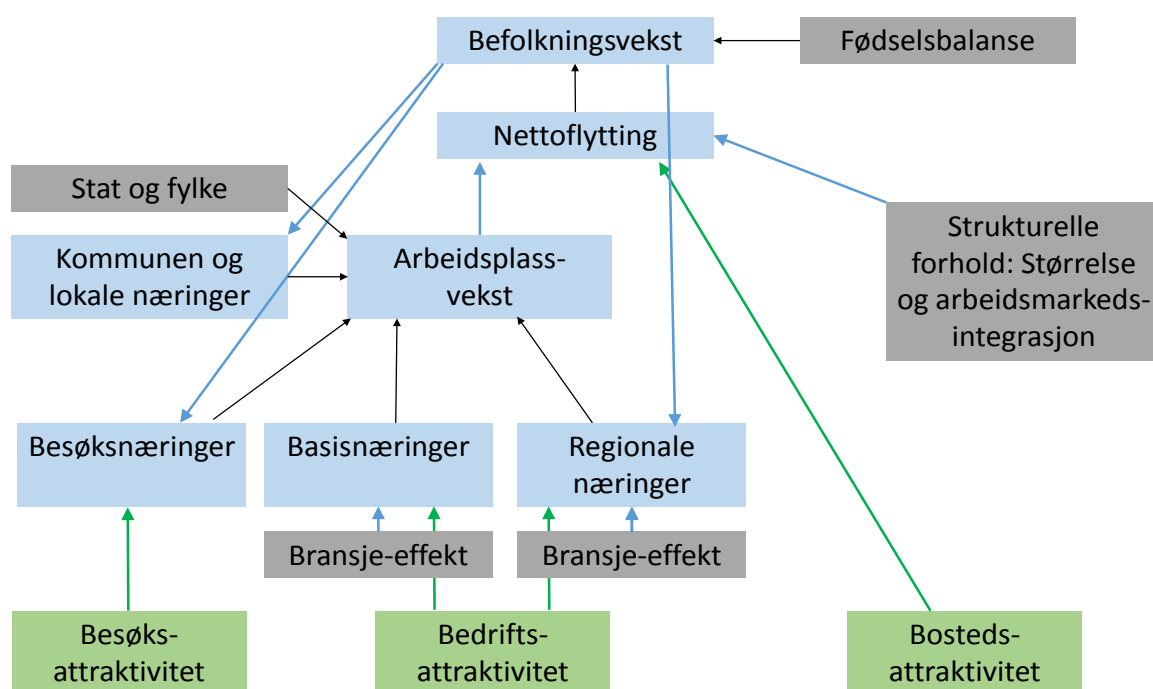 Befolkningsvekst
Fødselsbalanse
Nettoflytting
Stat og fylke
Kommunen og
lokale næringer
Arbeidsplass-
vekst
Strukturelle
forhold: Størrelse
og arbeidsmarkeds-
integrasjon
Besøksnæringer
Basisnæringer
Regionale
næringer
Bransje-effekt
Bransje-effekt
Besøks-
attraktivitet
Bedrifts-
attraktivitet
Bosteds-
attraktivitet